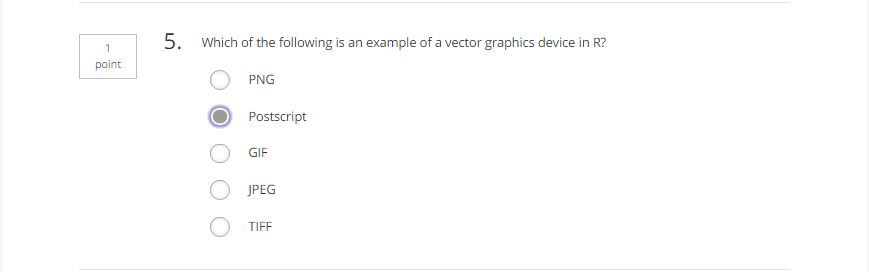 1
point
5. Which of the following is an example of a vector graphics device in R?
PNG
Postscript
GIF
JPEG
TIFF